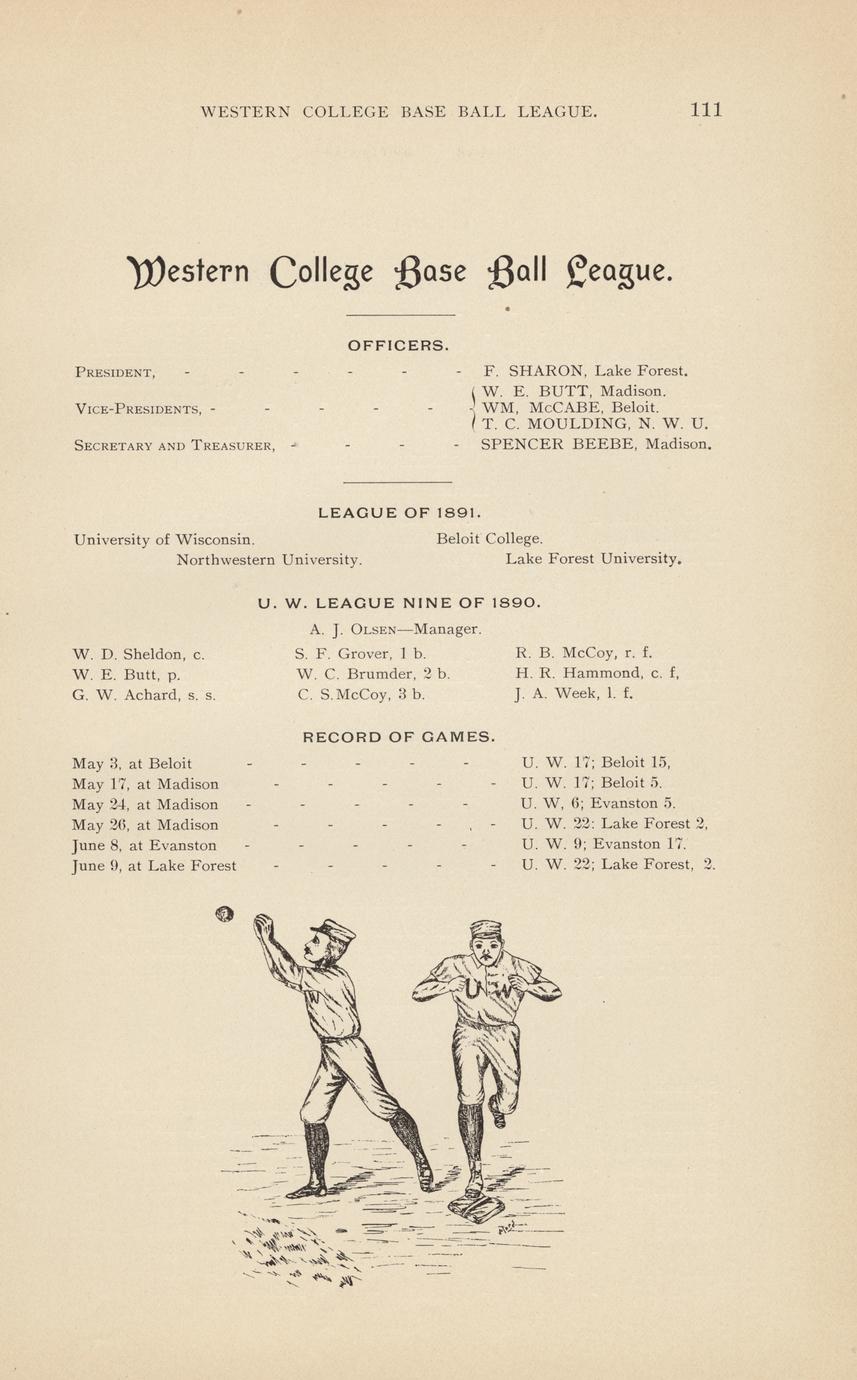 WESTERN COLLEGE BASE BALL LEAGUE. 111
Western College Base Ball League.
OFFICERS.
PRESIDENT, - - - - - - F. SHARON, Lake Forest.
W. E. BUTT, Madison.
VICE-PRESIDENTS, - - - - - - WM, McCABE, Beloit.
T. C. MOULDING, N. W. U.
SECRETARY AND TREASURER, - - - - SPENCER BEEBE, Madison.
LEAGUE OF 1891.
University of Wisconsin. Beloit College.
Northwestern University. Lake Forest University.
U. W. LEAGUE NINE OF 1890.
A. J. OLSEN—Manager.
W. D. Sheldon, c. S. F. Grover, 1 b. R. B. McCoy, r. f.
W. E. Butt, p. W. C. Brumder, 2 b. H. R. Hammond, c. f,
G. W. Achard, s. s. C. S. McCoy, 3 b. J. A. Week, l. f.
RECORD OF GAMES.
May 3, at Beloit - - - - - U. W. 17; Beloit 15,
May 17, at Madison - - - - - U. W. 17; Beloit 5.
May 24, at Madison - - - - - U. W, 6; Evanston 5.
May 26, at Madison - - - - - U. W. 22: Lake Forest 2,
June 8, at Evanston - - - - - U. W. 9; Evanston 17.
June 9, at Lake Forest - - - - U. W. 22; Lake Forest, 2.
W
U W